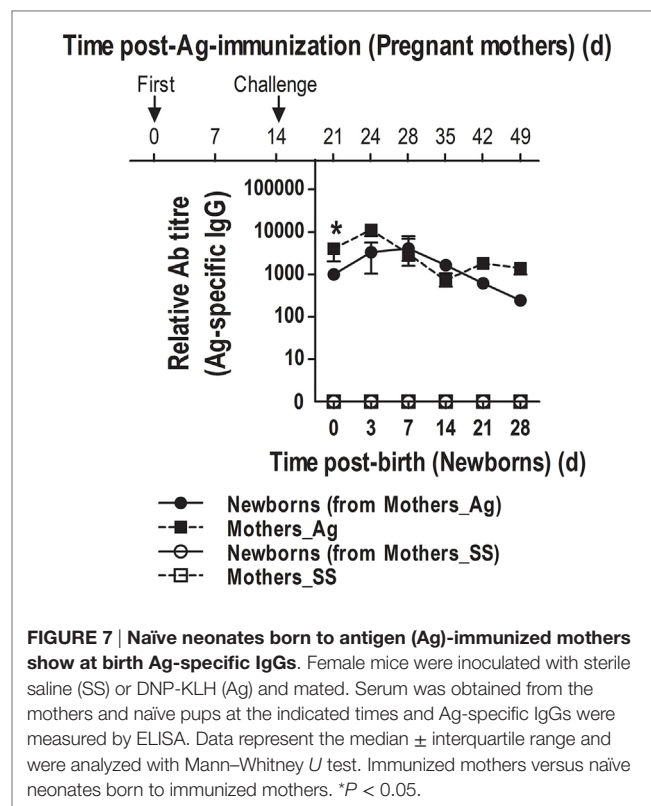 Time post-Ag-immunization (Pregnant mothers) (d)
First Challenge
0 7 14 21 24 28 35 42 49
Relative Ab titre
(Ag-specific IgG)
100000
10000
1000
100
10
0
*
0 3 7 14 21 28
Time post-birth (Newborns) (d)
Newborns (from Mothers_Ag)
Mothers_Ag
Newborns (from Mothers_SS)
Mothers_SS
FIGURE 7 | Naïve neonates born to antigen (Ag)-immunized mothers
show at birth Ag-specific IgGs. Female mice were inoculated with sterile
saline (SS) or DNP-KLH (Ag) and mated. Serum was obtained from the
mothers and naïve pups at the indicated times and Ag-specific IgGs were
measured by ELISA. Data represent the median ± interquartile range and
were analyzed with Mann–Whitney U test. Immunized mothers versus naïve
neonates born to immunized mothers. *P < 0.05.